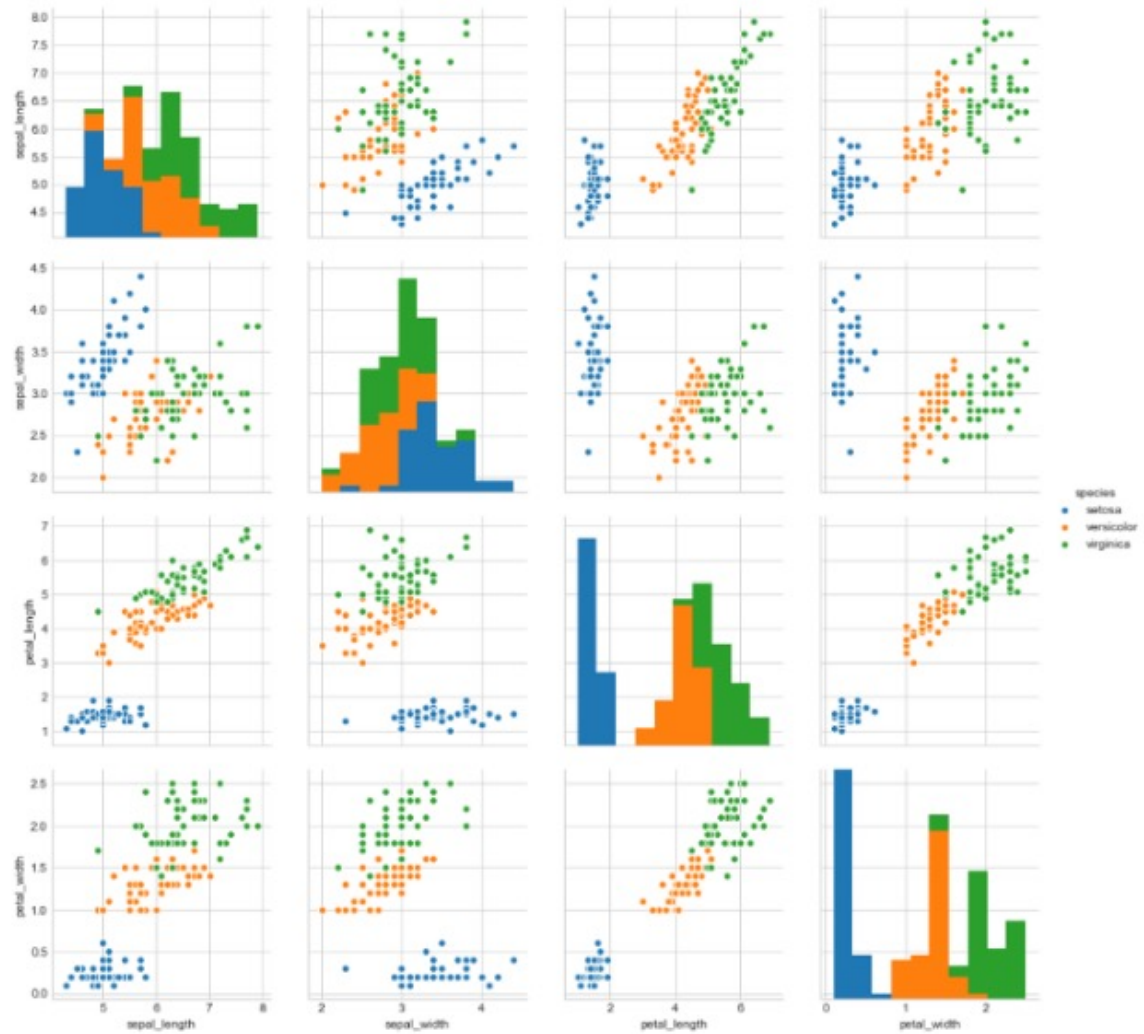 8.0
7.5
7.0
6.5
6.0
5.5
5.0
4.5
sepal_length
4.5
4.0
3.5
3.0
2.5
2.0
sepal_width
species
setosa
versicolor
virginica
7
6
5
4
3
2
1
petal_length
2.5
2.0
1.5
1.0
0.5
0.0
petal_width
5 6 7 8
sepal_length
2 3 4
sepal_width
2 4 6
petal_length
0 1 2
petal_width